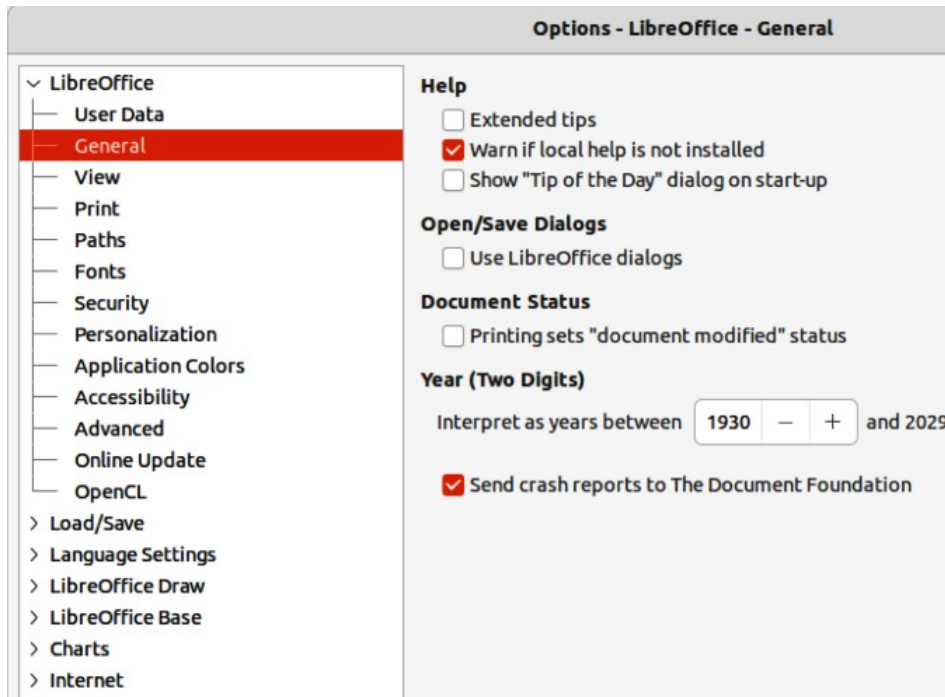 Options - LibreOffice - General
LibreOffice
User Data
General
View
Print
Paths
Fonts
Security
Personalization
Application Colors
Accessibility
Advanced
Online Update
OpenCL
Load/Save
Language Settings
LibreOffice Draw
LibreOffice Base
Charts
Internet
Help
Extended tips
Warn if local help is not installed
Show "Tip of the Day" dialog on start-up
Open/Save Dialogs
Use LibreOffice dialogs
Document Status
Printing sets "document modified" status
Year (Two Digits)
Interpret as years between 1930 − + and 2029
Send crash reports to The Document Foundation